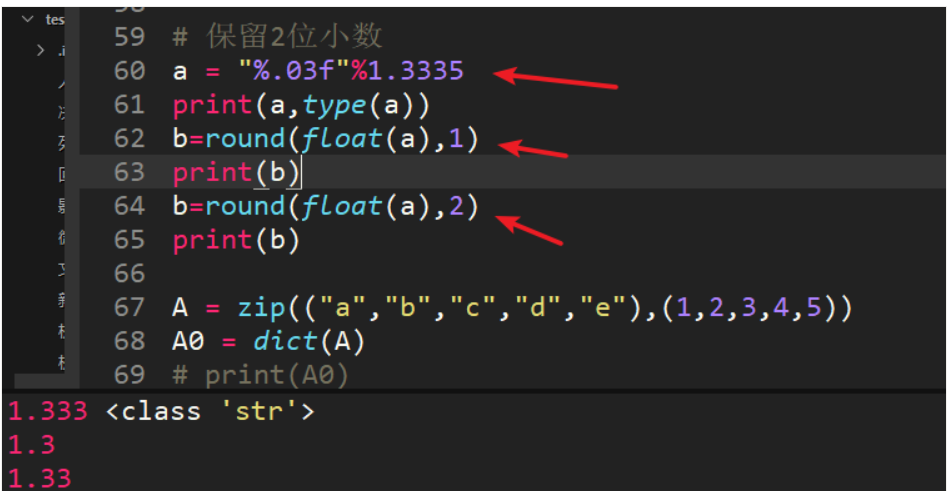 tes
59 # 保留2位小数
60 a = "%.03f"%1.3335
61 print(a,type(a))
62 b=round(float(a),1)
63 print(b)
64 b=round(float(a),2)
65 print(b)
66
67 A = zip(("a","b","c","d","e"),(1,2,3,4,5))
68 A0 = dict(A)
69 # print(A0)
1.333 <class 'str'>
1.3
1.33